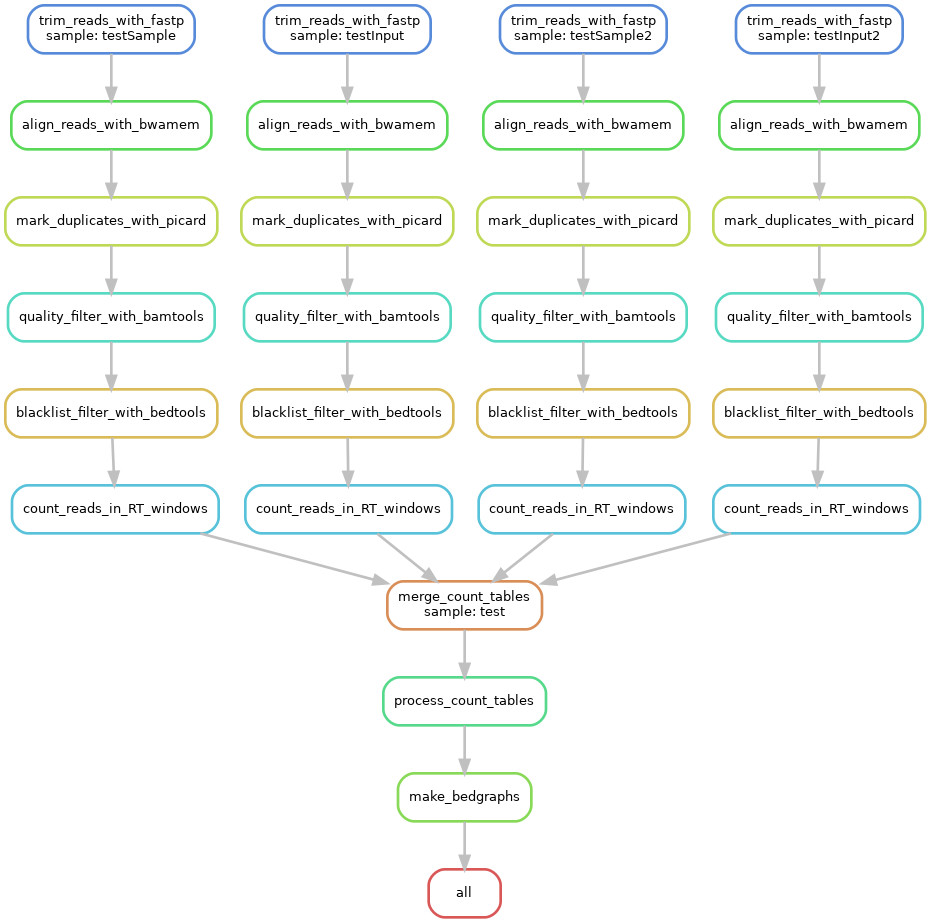 trim_reads_with_fastp
sample: testSample
trim_reads_with_fastp
sample: testInput
trim_reads_with_fastp
sample: testSample2
trim_reads_with_fastp
sample: testInput2
align_reads_with_bwamem
align_reads_with_bwamem
align_reads_with_bwamem
align_reads_with_bwamem
mark_duplicates_with_picard
mark_duplicates_with_picard
mark_duplicates_with_picard
mark_duplicates_with_picard
quality_filter_with_bamtools
quality_filter_with_bamtools
quality_filter_with_bamtools
quality_filter_with_bamtools
blacklist_filter_with_bedtools
blacklist_filter_with_bedtools
blacklist_filter_with_bedtools
blacklist_filter_with_bedtools
count_reads_in_RT_windows
count_reads_in_RT_windows
count_reads_in_RT_windows
count_reads_in_RT_windows
merge_count_tables
sample: test
process_count_tables
make_bedgraphs
all